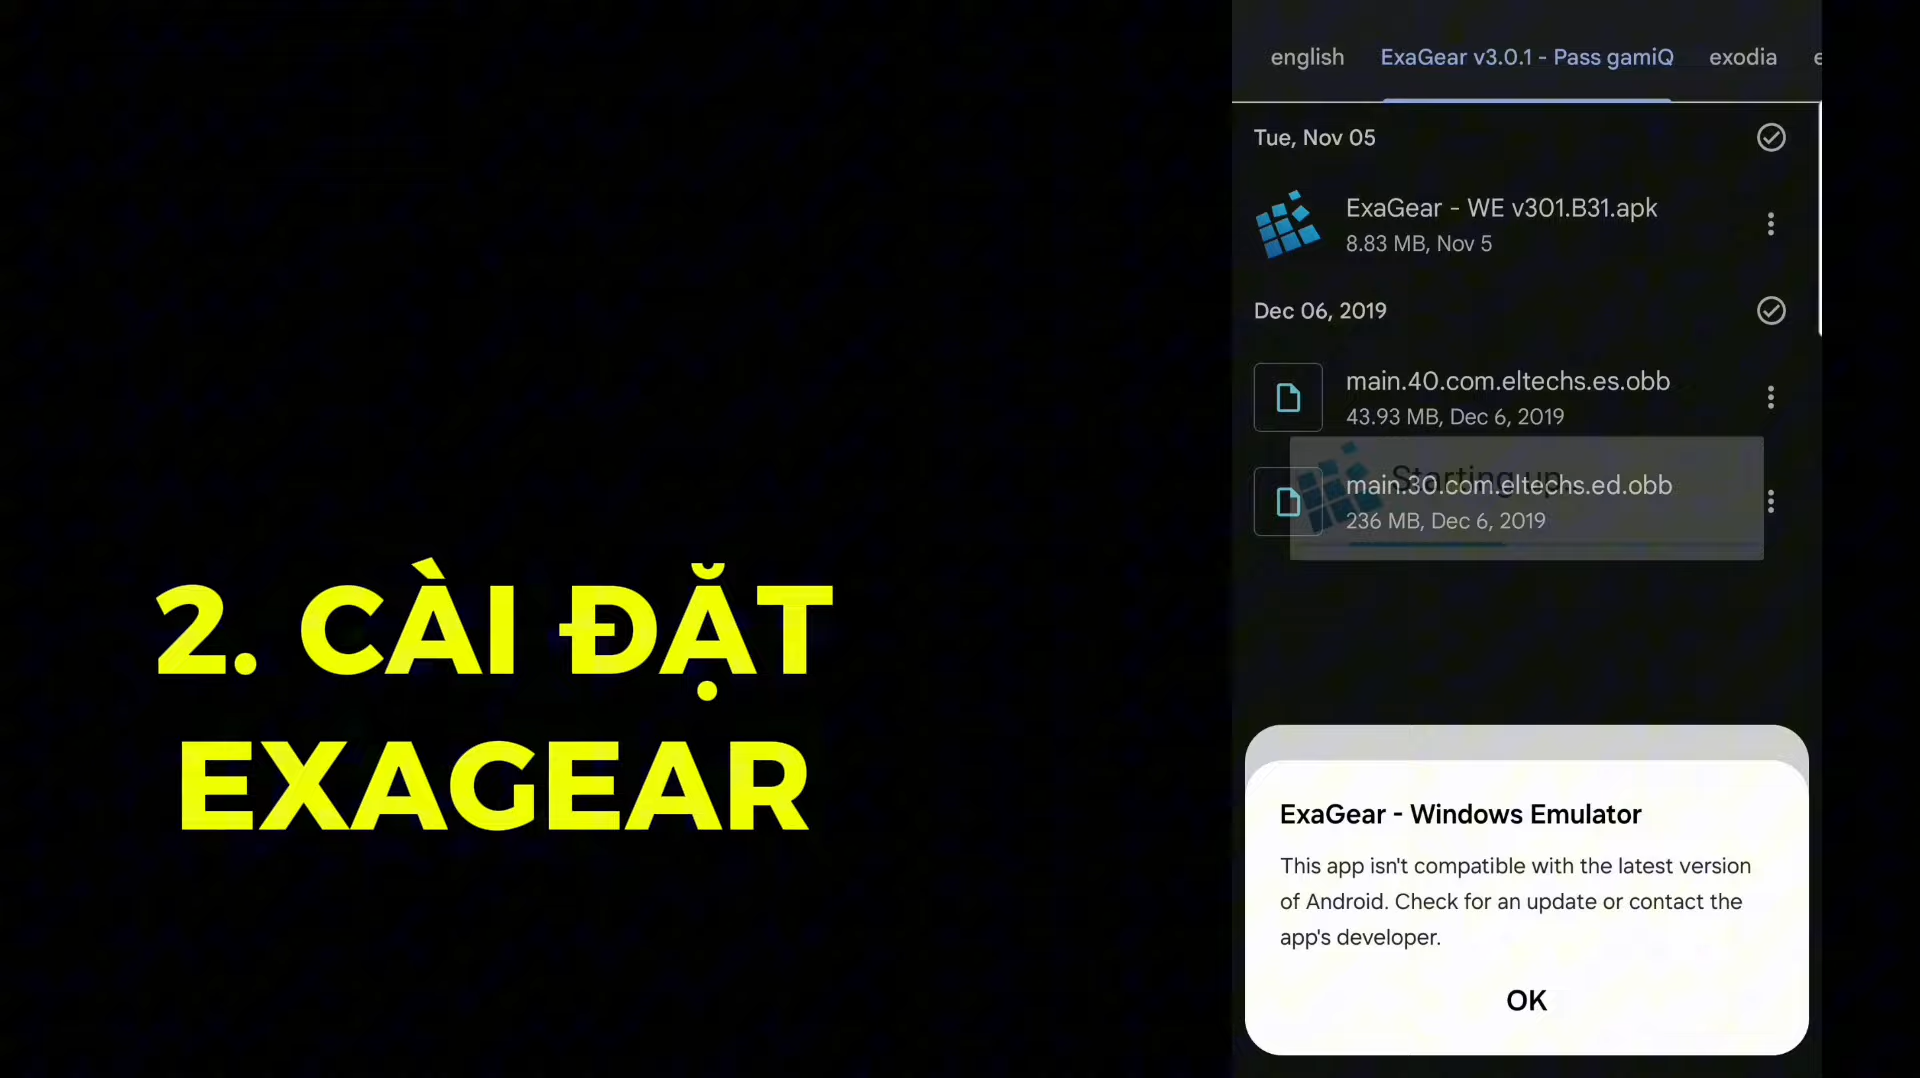 2. CÀI ĐẶT
EXAGEAR
english
ExaGear v3.0.1 - Pass gamiQ
exodia
Tue, Nov 05
ExaGear - WE v301.B31.apk
8.83 MB, Nov 5
Dec 06, 2019
main.40.com.eltechs.es.obb
43.93 MB, Dec 6, 2019
Starting up.
main.30.com.eltechs.ed.obb
236 MB, Dec 6, 2019
ExaGear - Windows Emulator
This app isn't compatible with the latest version
of Android. Check for an update or contact the
app's developer.
OK